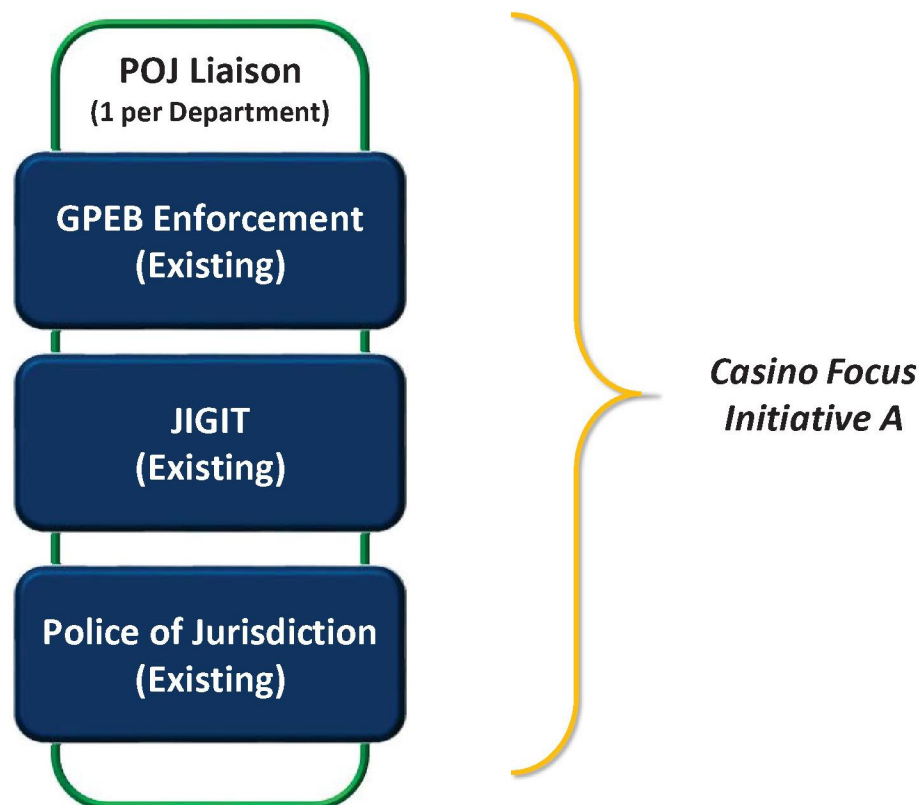 POJ Liaison
(1 per Department)
GPEB Enforcement
(Existing)
JIGIT
(Existing)
Police of Jurisdiction
(Existing)
Casino Focus
Initiative A